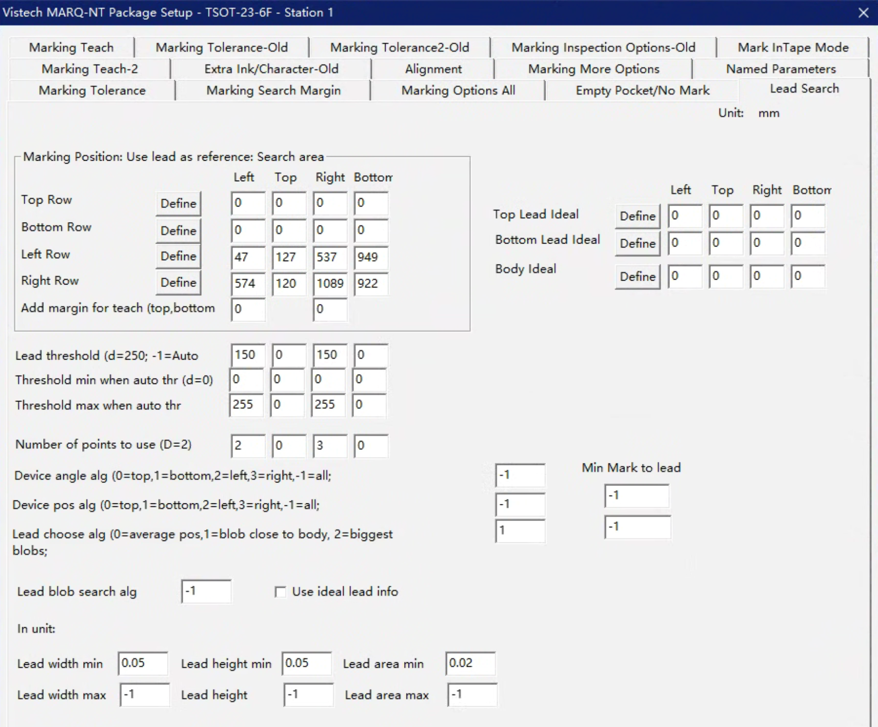 Vistech MARQ-NT Package Setup - TSOT-23-6F - Station 1
Marking Teach Marking Tolerance-Old Marking Tolerance2-Old Marking Inspection Options-Old Mark InTape Mode
Marking Teach-2 Extra Ink/Character-Old Alignment Marking More Options Named Parameters
Marking Tolerance Marking Search Margin Marking Options All Empty Pocket/No Mark Lead Search
Unit: mm
Marking Position: Use lead as reference: Search area
Left Top Right Bottom
Top Row Define 0 0 0 0
Bottom Row Define 0 0 0 0
Left Row Define 47 127 537 949
Right Row Define 574 120 1089 922
Add margin for teach (top,bottom 0 0
Left Top Right Bottom
Top Lead Ideal Define 0 0 0 0
Bottom Lead Ideal Define 0 0 0 0
Body Ideal Define 0 0 0 0
Lead threshold (d=250; -1=Auto 150 0 150 0
Threshold min when auto thr (d=0) 0 0 0 0
Threshold max when auto thr 255 0 255 0
Number of points to use (D=2) 2 0 3 0
Device angle alg (0=top,1=bottom,2=left,3=right,-1=all; -1
Device pos alg (0=top,1=bottom,2=left,3=right,-1=all; -1
Lead choose alg (0=average pos,1=blob close to body, 2=biggest 1
blobs;
Min Mark to lead
-1
-1
Lead blob search alg -1 Use ideal lead info
In unit:
Lead width min 0.05 Lead height min 0.05 Lead area min 0.02
Lead width max -1 Lead height -1 Lead area max -1